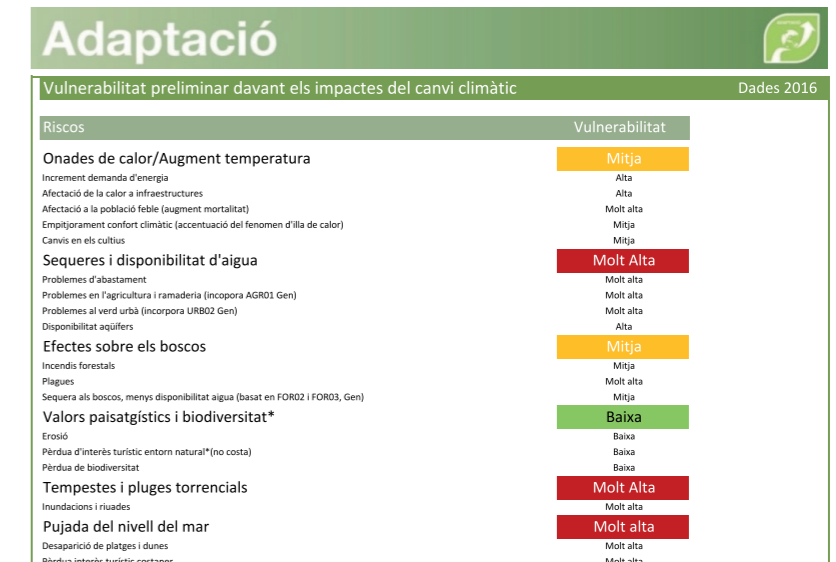 Adaptació
Vulnerabilitat preliminar davant els impactes del canvi climàtic Dades 2016
Riscos Vulnerabilitat
Onades de calor/Augment temperatura Mitja
Increment demanda d'energia Alta
Afectació de la calor a infraestructures Alta
Afectació a la població feble (augment mortalitat) Molt alta
Empitjorament confort climàtic (accentuació del fenomen d'illa de calor) Mitja
Canvis en els cultius Mitja
Sequeres i disponibilitat d'aigua Molt Alta
Problemes d'abastament Molt alta
Problemes en l'agricultura i ramaderia (incopora AGR01 Gen) Molt alta
Problemes al verd urbà (incorpora URB02 Gen) Molt alta
Disponibilitat aqüífers Alta
Efectes sobre els boscos Mitja
Incendis forestals Mitja
Plagues Molt alta
Sequera als boscos, menys disponibilitat aigua (basat en FOR02 i FOR03, Gen) Mitja
Valors paisatgístics i biodiversitat* Baixa
Erosió Baixa
Pèrdua d'interès turístic entorn natural*(no costa) Baixa
Pèrdua de biodiversitat Baixa
Tempestes i pluges torrencials Molt Alta
Inundacions i riuades Molt alta
Pujada del nivell del mar Molt alta
Desaparició de platges i dunes Molt alta
Pèrdua interès turístic costaner Molt alta